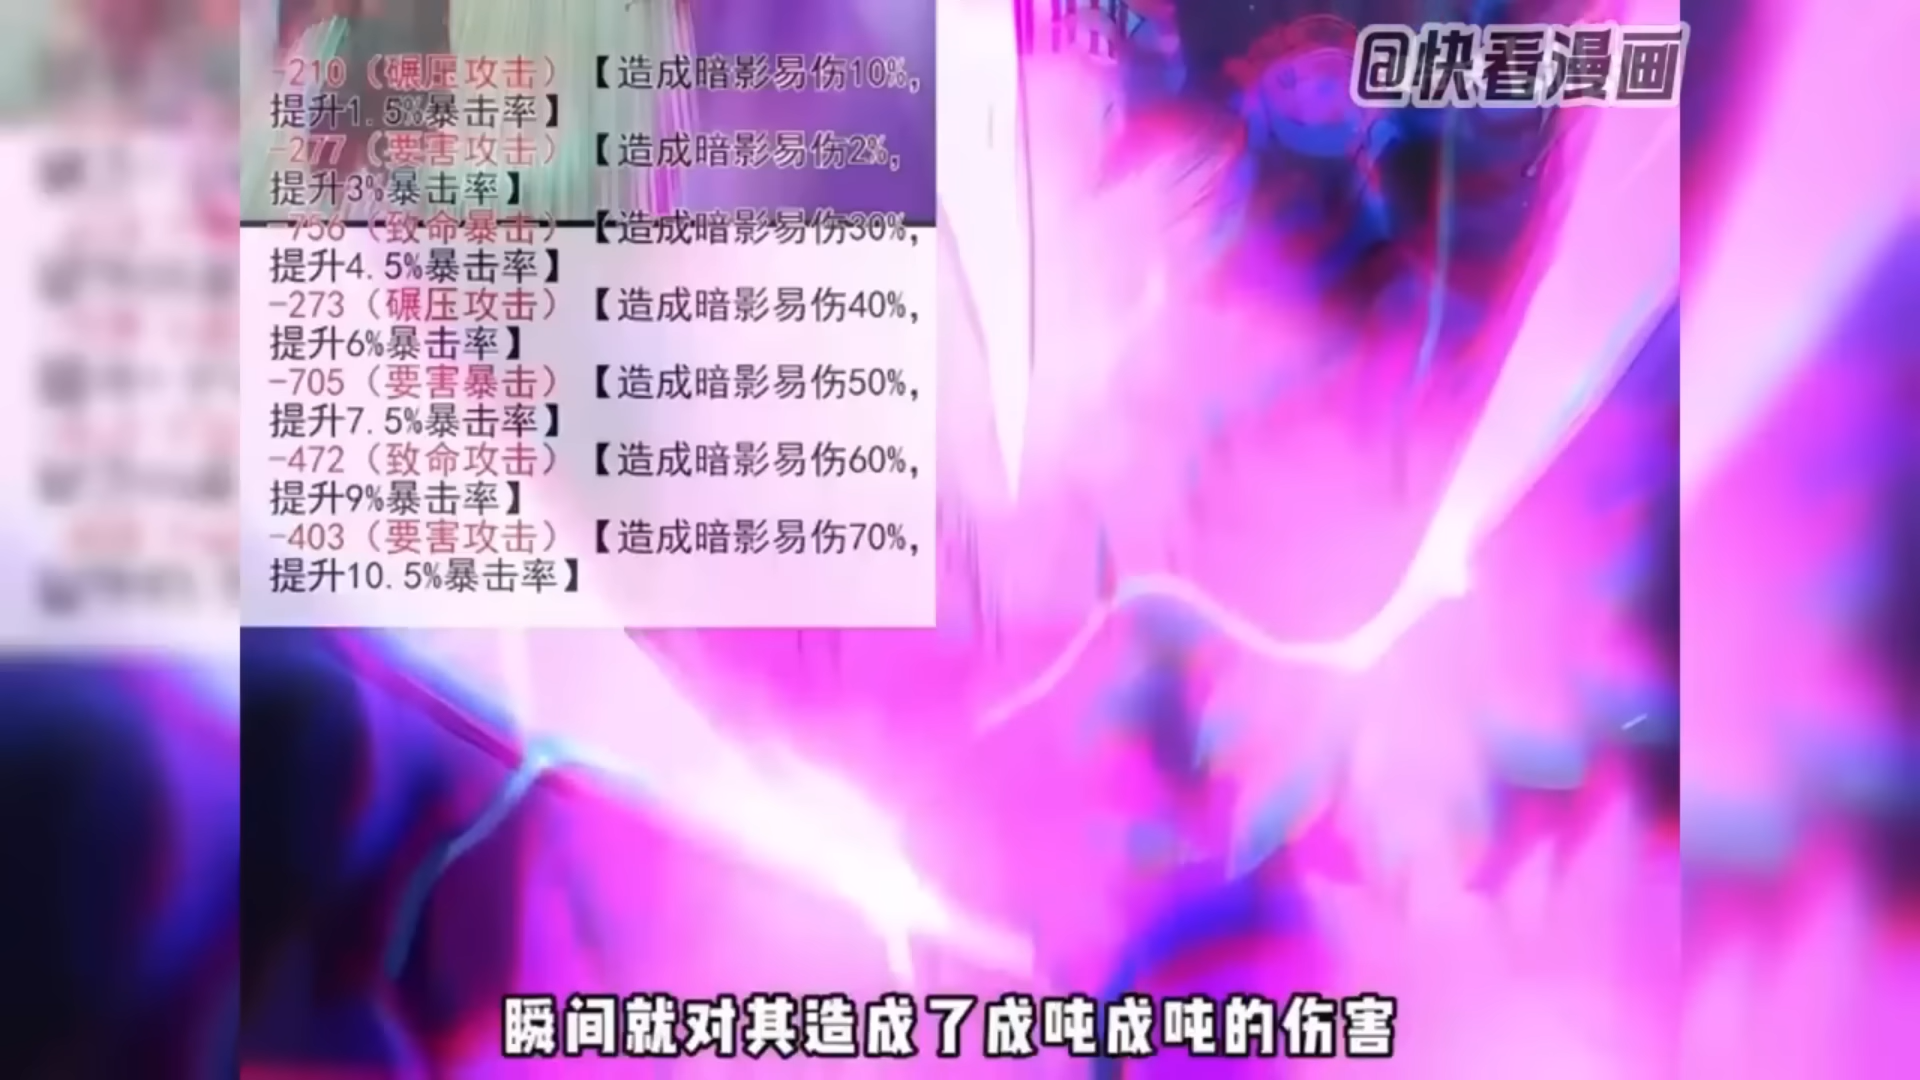 @快看漫画
-210（碾压攻击）【造成暗影易伤10%，
提升1.5%暴击率】
-277（要害攻击）【造成暗影易伤2%，
提升3%暴击率】
-756（致命暴击）【造成暗影易伤30%，
提升4.5%暴击率】
-273（碾压攻击）【造成暗影易伤40%，
提升6%暴击率】
-705（要害暴击）【造成暗影易伤50%，
提升7.5%暴击率】
-472（致命攻击）【造成暗影易伤60%，
提升9%暴击率】
-403（要害攻击）【造成暗影易伤70%，
提升10.5%暴击率】
瞬间就对其造成了成吨成吨的伤害